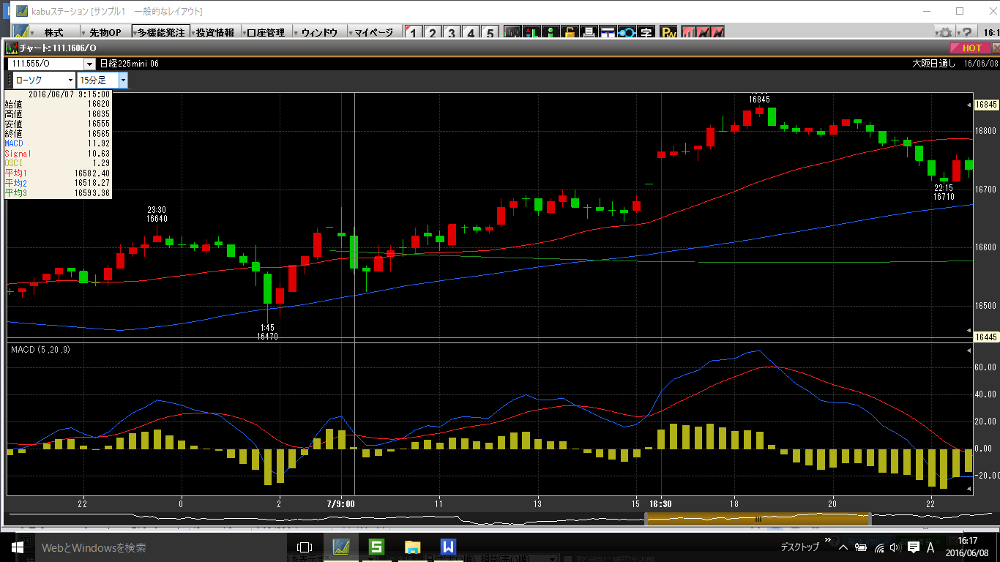 kabuステーション [サンプル1　一般的なレイアウト]
株式 先物OP 多機能発注 投資情報 口座管理 ウィンドウ マイページ 1 2 3 4 5 字 16:1
チャート: 111.1606/O HOT
111.555/O 日経225mini 06 大阪日通し 16/06/08
ローソク 15分足
2016/06/07 9:15:00
始値 16620
高値 16635
安値 16555
終値 16565
MACD 11.92
Signal 10.63
OSCI 1.29
平均1 16582.40
平均2 16518.27
平均3 16593.36
16845
16845
16800
22:15
16710
16700
23:30
16640
16600
16500
1:45
16470
16445
MACD (5 ,20 ,9)
60.00
40.00
20.00
0.00
-20.00
22 0 2 7/9:00 11 13 15 16:30 18 20 22
WebとWindowsを検索 デスクトップ A 16:17
2016/06/08